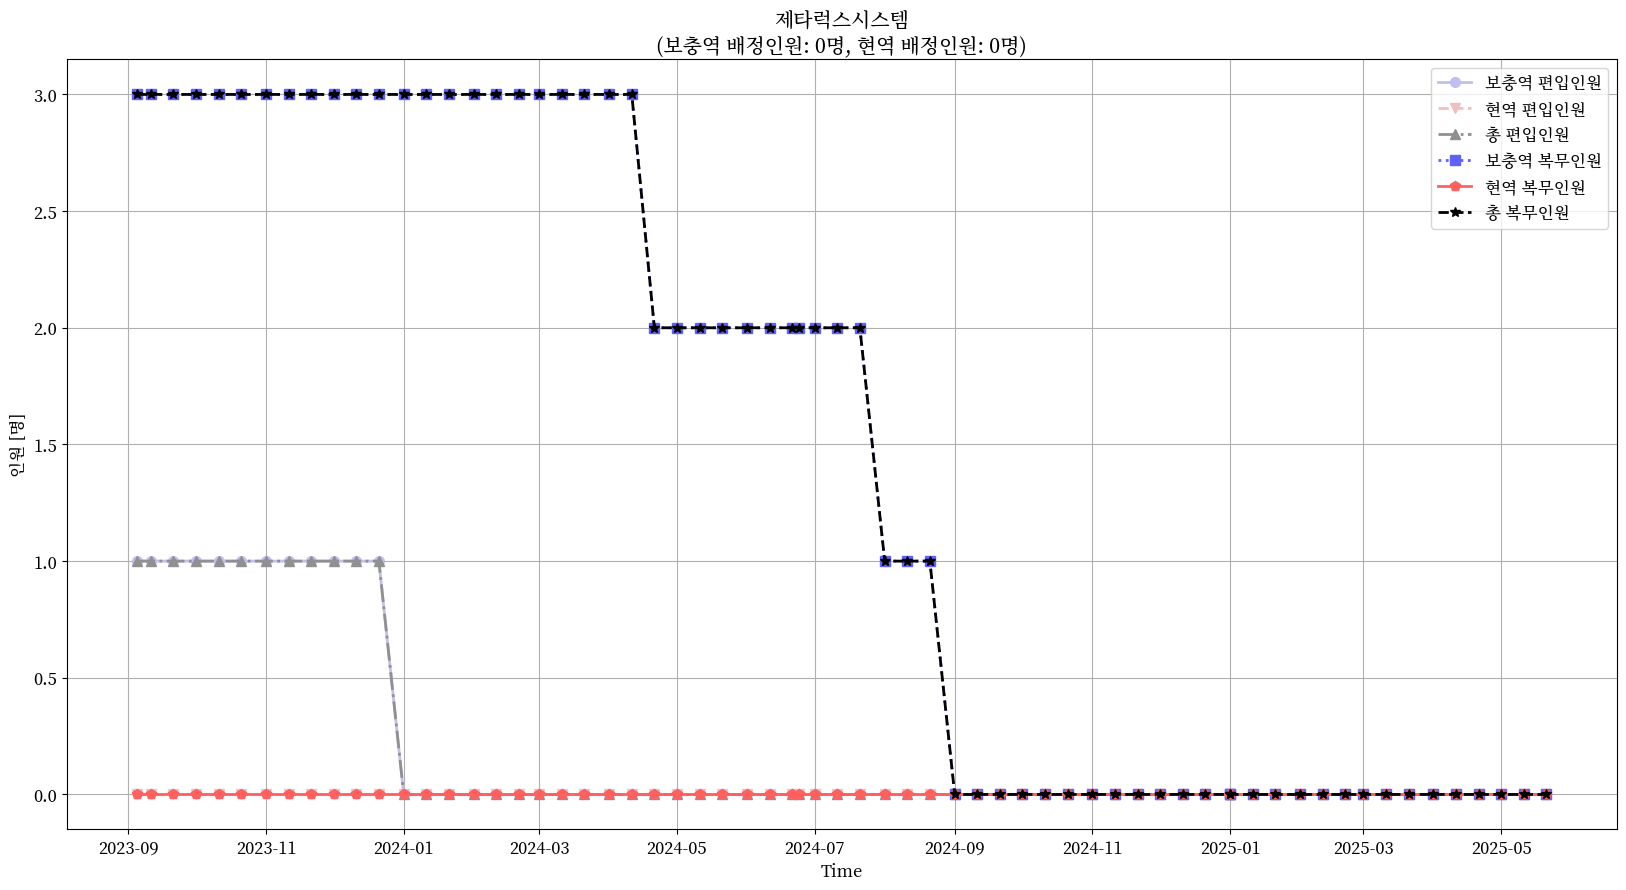 제타럭스시스템
(보충역 배정인원: 0명, 현역 배정인원: 0명)
보충역 편입인원
현역 편입인원
총 편입인원
보충역 복무인원
현역 복무인원
총 복무인원
인원 [명]
3.0
2.5
2.0
1.5
1.0
0.5
0.0
2023-09
2023-11
2024-01
2024-03
2024-05
2024-07
2024-09
2024-11
2025-01
2025-03
2025-05
Time